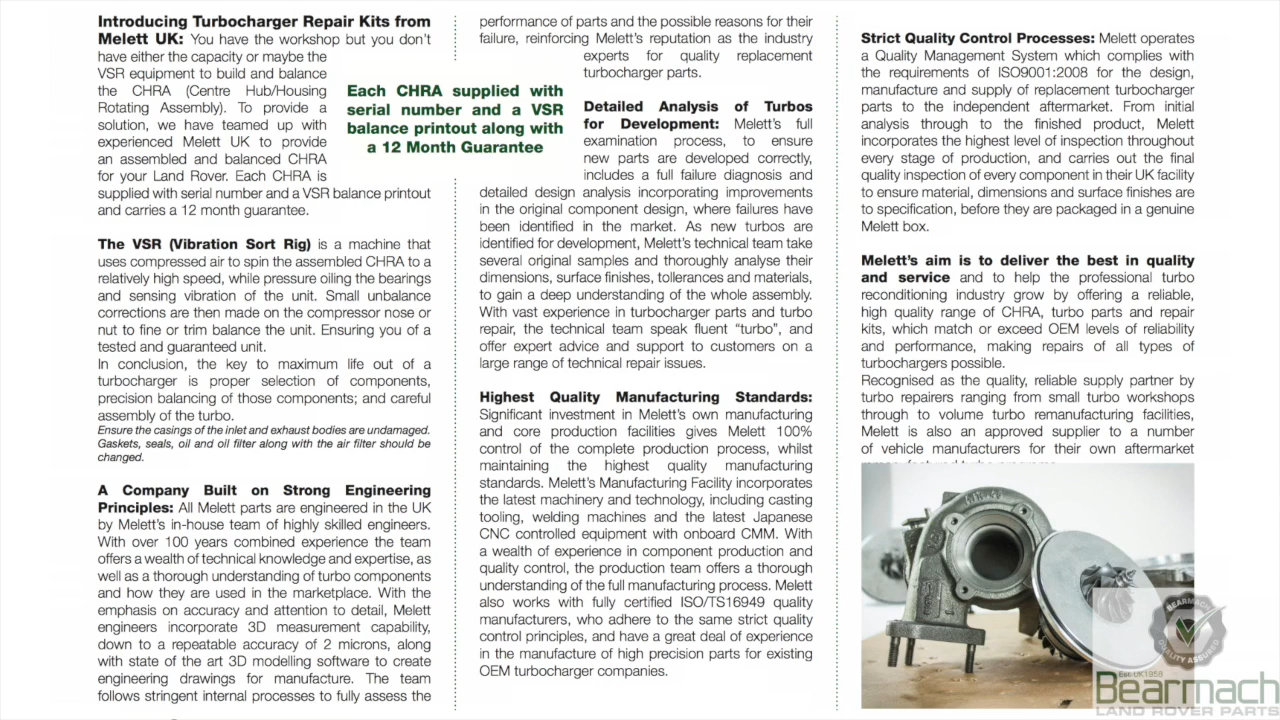 Introducing Turbocharger Repair Kits from
Melett UK: You have the workshop but you don't
have either the capacity or maybe the
VSR equipment to build and balance
the CHRA (Centre Hub/Housing
Rotating Assembly). To provide a
solution, we have teamed up with
experienced Melett UK to provide
an assembled and balanced CHRA
for your Land Rover. Each CHRA is
supplied with serial number and a VSR balance printout
and carries a 12 month guarantee.
The VSR (Vibration Sort Rig) is a machine that
uses compressed air to spin the assembled CHRA to a
relatively high speed, while pressure oiling the bearings
and sensing vibration of the unit. Small unbalance
corrections are then made on the compressor nose or
nut to fine or trim balance the unit. Ensuring you of a
tested and guaranteed unit.
In conclusion, the key to maximum life out of a
turbocharger is proper selection of components,
precision balancing of those components; and careful
assembly of the turbo.
Ensure the casings of the inlet and exhaust bodies are undamaged.
Gaskets, seals, oil and oil filter along with the air filter should be
changed.
A Company Built on Strong Engineering
Principles: All Melett parts are engineered in the UK
by Melett's in-house team of highly skilled engineers.
With over 100 years combined experience the team
offers a wealth of technical knowledge and expertise, as
well as a thorough understanding of turbo components
and how they are used in the marketplace. With the
emphasis on accuracy and attention to detail, Melett
engineers incorporate 3D measurement capability,
down to a repeatable accuracy of 2 microns, along
with state of the art 3D modelling software to create
engineering drawings for manufacture. The team
follows stringent internal processes to fully assess the
Each CHRA supplied with
serial number and a VSR
balance printout along with
a 12 Month Guarantee
performance of parts and the possible reasons for their
failure, reinforcing Melett's reputation as the industry
experts for quality replacement
turbocharger parts.
Detailed Analysis of Turbos
for Development: Melett's full
examination process, to ensure
new parts are developed correctly,
includes a full failure diagnosis and
detailed design analysis incorporating improvements
in the original component design, where failures have
been identified in the market. As new turbos are
identified for development, Melett's technical team take
several original samples and thoroughly analyse their
dimensions, surface finishes, tollerances and materials,
to gain a deep understanding of the whole assembly.
With vast experience in turbocharger parts and turbo
repair, the technical team speak fluent "turbo", and
offer expert advice and support to customers on a
large range of technical repair issues.
Highest Quality Manufacturing Standards:
Significant investment in Melett's own manufacturing
and core production facilities gives Melett 100%
control of the complete production process, whilst
maintaining the highest quality manufacturing
standards. Melett's Manufacturing Facility incorporates
the latest machinery and technology, including casting
tooling, welding machines and the latest Japanese
CNC controlled equipment with onboard CMM. With
a wealth of experience in component production and
quality control, the production team offers a thorough
understanding of the full manufacturing process. Melett
also works with fully certified ISO/TS16949 quality
manufacturers, who adhere to the same strict quality
control principles, and have a great deal of experience
in the manufacture of high precision parts for existing
OEM turbocharger companies.
Strict Quality Control Processes: Melett operates
a Quality Management System which complies with
the requirements of ISO9001:2008 for the design,
manufacture and supply of replacement turbocharger
parts to the independent aftermarket. From initial
analysis through to the finished product, Melett
incorporates the highest level of inspection throughout
every stage of production, and carries out the final
quality inspection of every component in their UK facility
to ensure material, dimensions and surface finishes are
to specification, before they are packaged in a genuine
Melett box.
Melett's aim is to deliver the best in quality
and service and to help the professional turbo
reconditioning industry grow by offering a reliable,
high quality range of CHRA, turbo parts and repair
kits, which match or exceed OEM levels of reliability
and performance, making repairs of all types of
turbochargers possible.
Recognised as the quality, reliable supply partner by
turbo repairers ranging from small turbo workshops
through to volume turbo remanufacturing facilities,
Melett is also an approved supplier to a number
of vehicle manufacturers for their own aftermarket
BEARMACH
QUALITY ASSURED
Est. UK 1958
Bearmach
LAND ROVER PARTS